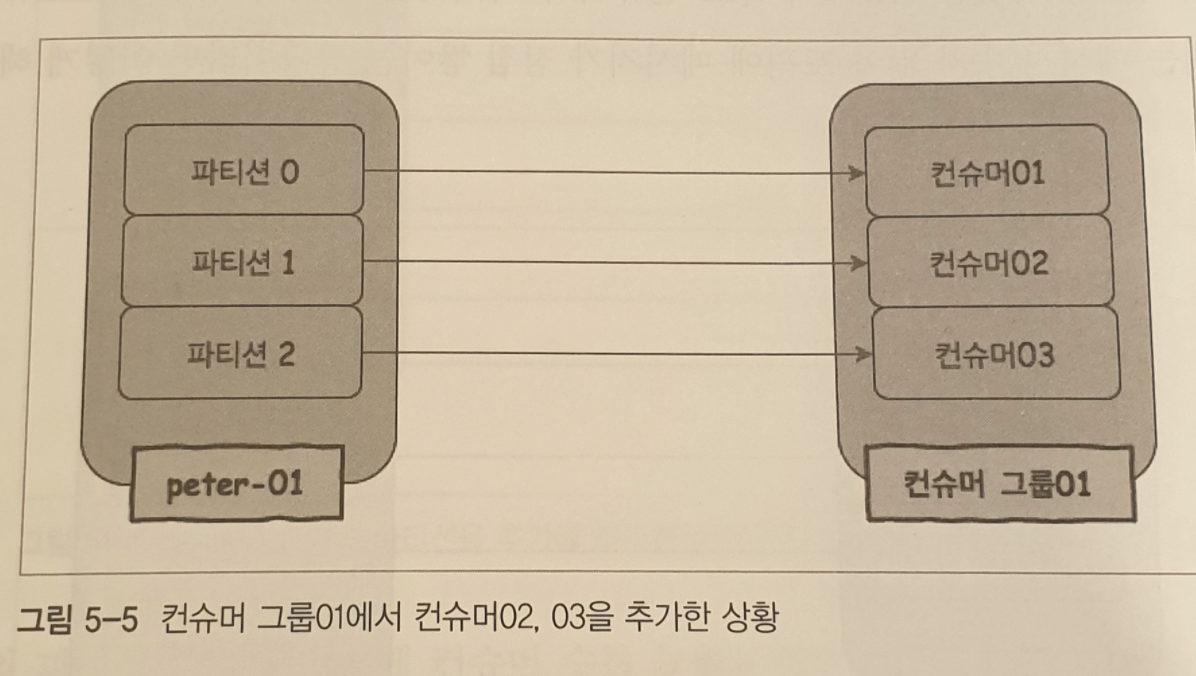 파티션 0
컨슈머01
파티션 1
컨슈머02
파티션 2
컨슈머03
peter-01
컨슈머 그룹01
그림 5-5 컨슈머 그룹01에서 컨슈머02, 03을 추가한 상황